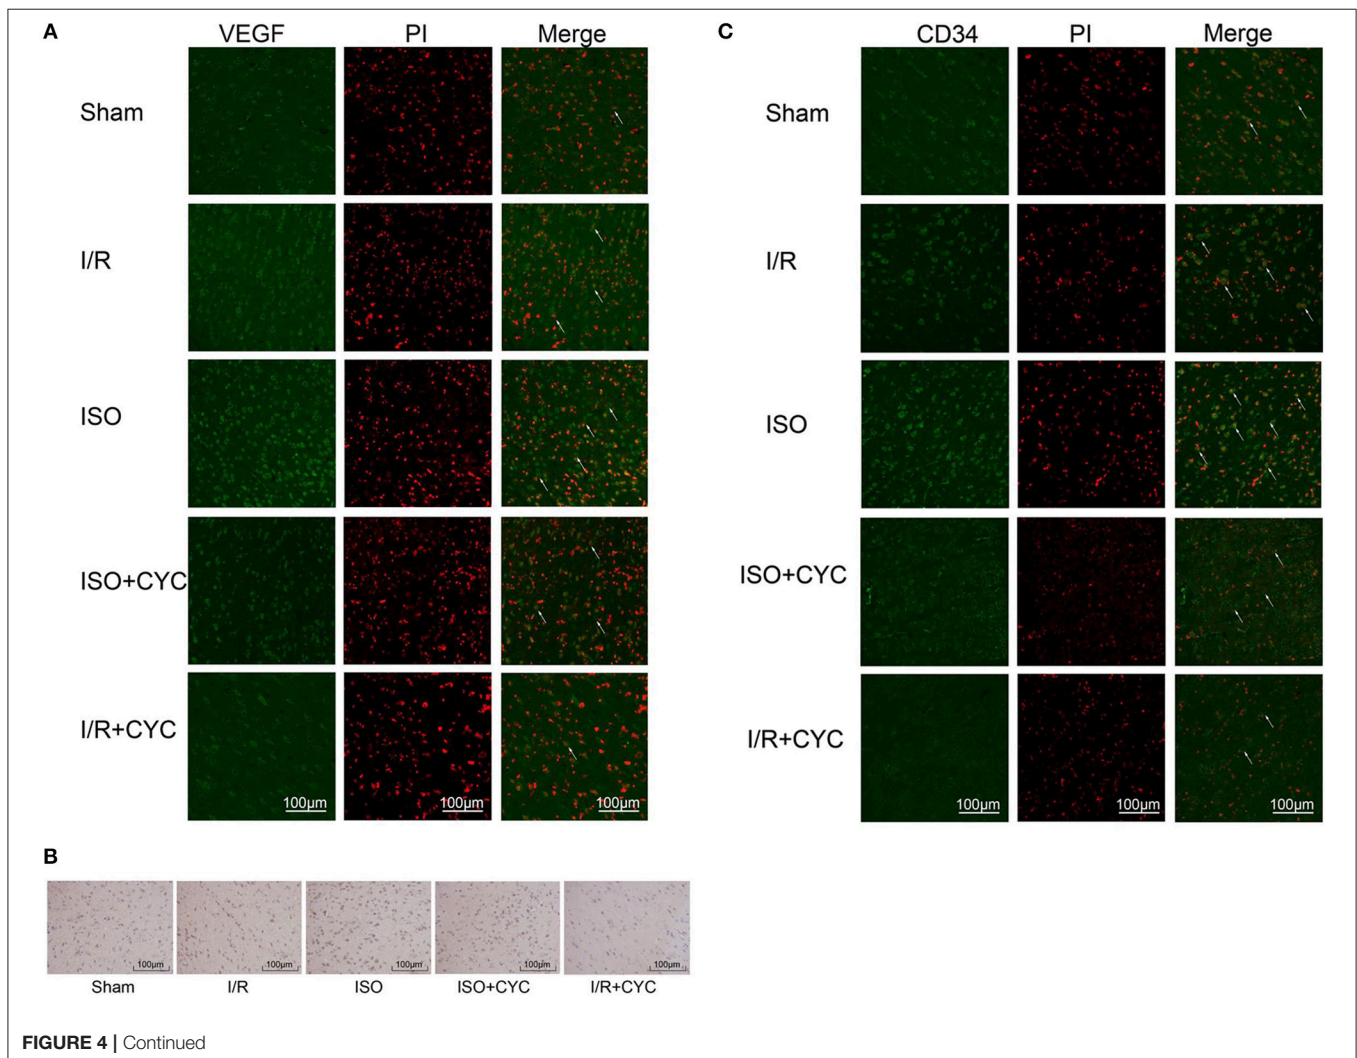 A
VEGF PI Merge
Sham
I/R
ISO
ISO+CYC
I/R+CYC
100µm 100µm 100µm
C
CD34 PI Merge
Sham
I/R
ISO
ISO+CYC
I/R+CYC
100µm 100µm 100µm
B
100µm 100µm 100µm 100µm 100µm
Sham I/R ISO ISO+CYC I/R+CYC
FIGURE 4 | Continued